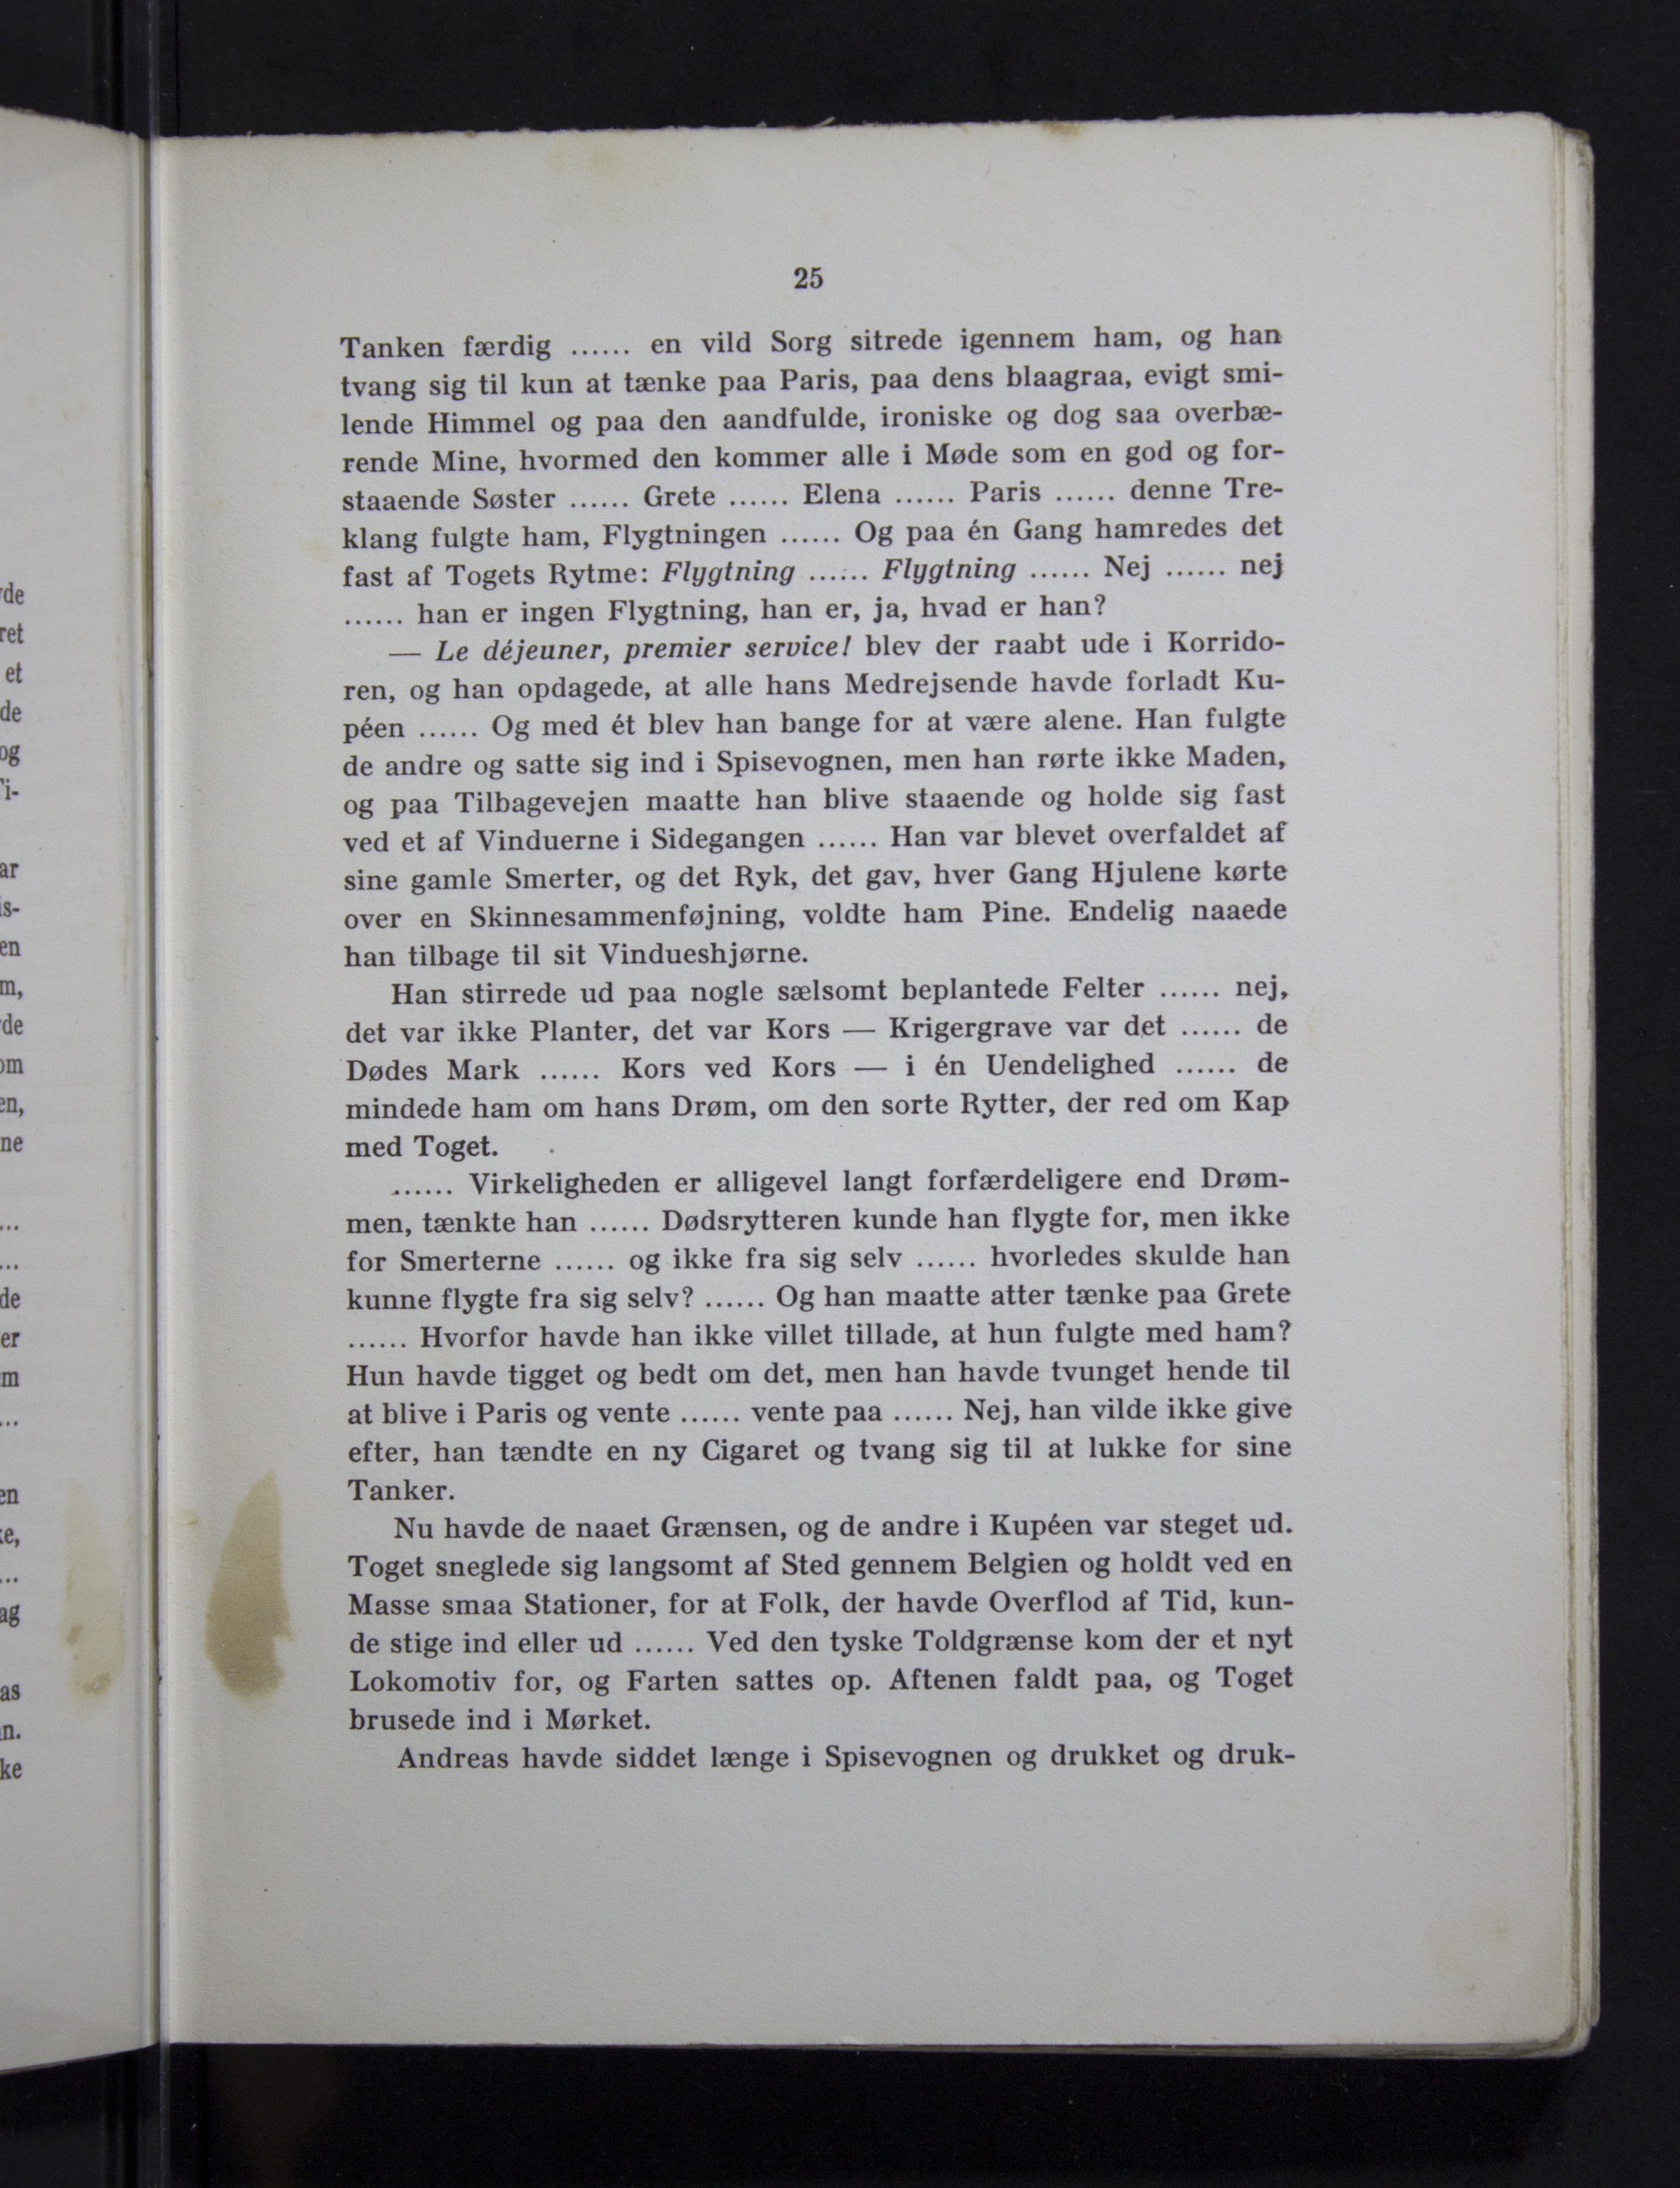 25
Tanken færdig ...... en vild Sorg sitrede igennem ham, og han
tvang sig til kun at tænke paa Paris, paa dens blaagraa, evigt smi-
lende Himmel og paa den aandfulde, ironiske og dog saa overbæ-
rende Mine, hvormed den kommer alle i Møde som en god og for-
staaende Søster ...... Grete ...... Elena ...... Paris ...... denne Tre-
klang fulgte ham, Flygtningen ...... Og paa én Gang hamredes det
fast af Togets Rytme: Flygtning ...... Flygtning ...... Nej ...... nej
...... han er ingen Flygtning, han er, ja, hvad er han?
— Le déjeuner, premier service! blev der raabt ude i Korrido-
ren, og han opdagede, at alle hans Medrejsende havde forladt Ku-
péen ...... Og med ét blev han bange for at være alene. Han fulgte
de andre og satte sig ind i Spisevognen, men han rørte ikke Maden,
og paa Tilbagevejen maatte han blive staaende og holde sig fast
ved et af Vinduerne i Sidegangen ...... Han var blevet overfaldet af
sine gamle Smerter, og det Ryk, det gav, hver Gang Hjulene kørte
over en Skinnesammenføjning, voldte ham Pine. Endelig naaede
han tilbage til sit Vindueshjørne.
Han stirrede ud paa nogle sælsomt beplantede Felter ...... nej,
det var ikke Planter, det var Kors — Krigergrave var det ...... de
Dødes Mark ...... Kors ved Kors — i én Uendelighed ...... de
mindede ham om hans Drøm, om den sorte Rytter, der red om Kap
med Toget.
...... Virkeligheden er alligevel langt forfærdeligere end Drøm-
men, tænkte han ...... Dødsrytteren kunde han flygte for, men ikke
for Smerterne ...... og ikke fra sig selv ...... hvorledes skulde han
kunne flygte fra sig selv? ...... Og han maatte atter tænke paa Grete
...... Hvorfor havde han ikke villet tillade, at hun fulgte med ham?
Hun havde tigget og bedt om det, men han havde tvunget hende til
at blive i Paris og vente ...... vente paa ...... Nej, han vilde ikke give
efter, han tændte en ny Cigaret og tvang sig til at lukke for sine
Tanker.
Nu havde de naaet Grænsen, og de andre i Kupéen var steget ud.
Toget sneglede sig langsomt af Sted gennem Belgien og holdt ved en
Masse smaa Stationer, for at Folk, der havde Overflod af Tid, kun-
de stige ind eller ud ...... Ved den tyske Toldgrænse kom der et nyt
Lokomotiv for, og Farten sattes op. Aftenen faldt paa, og Toget
brusede ind i Mørket.
Andreas havde siddet længe i Spisevognen og drukket og druk-